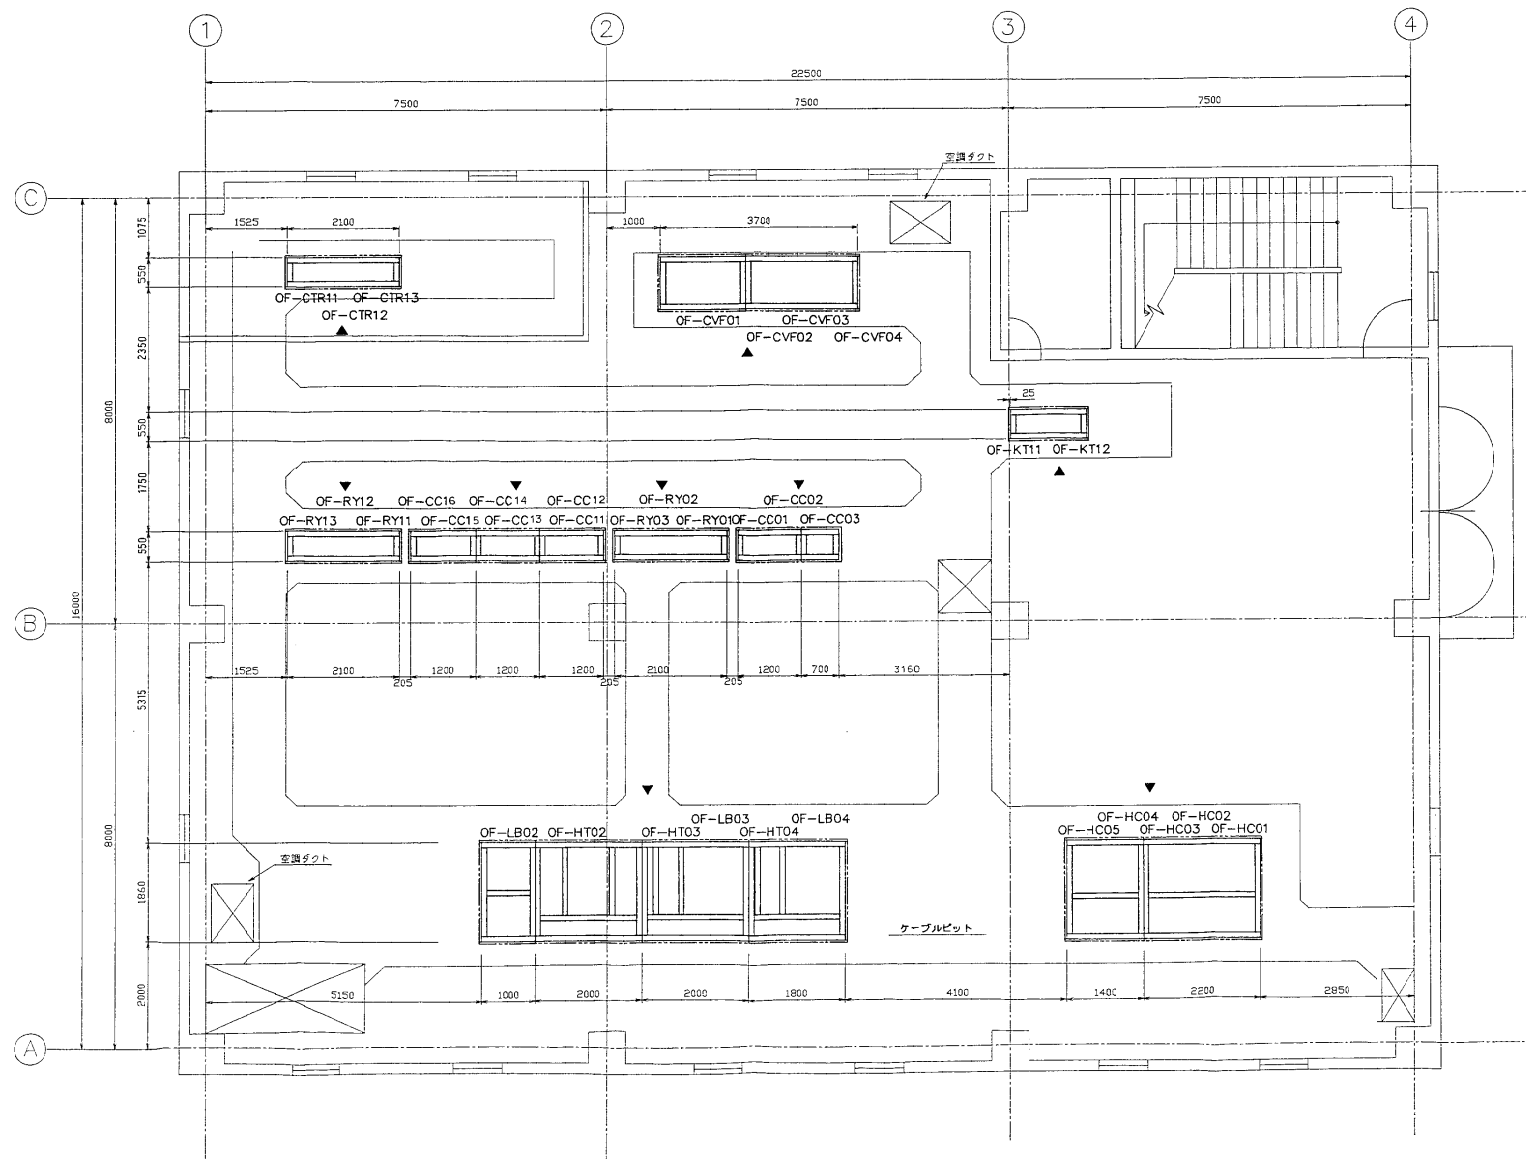 1 2 3 4
22500
7500 7500 7500
空調ダクト
C
1525 2100 1000 3700
1075
550
OF-CTR11 OF-CTR13
OF-CTR12
OF-CVF01 OF-CVF03
OF-CVF02 OF-CVF04
2350
8000
25
550
OF-KT11 OF-KT12
1750
OF-RY12 OF-CC16 OF-CC14 OF-CC12 OF-RY02 OF-CC02
OF-RY13 OF-RY11 OF-CC15 OF-CC13 OF-CC11 OF-RY03 OF-RY01 OF-CC01 OF-CC03
550
16000
B
1525 2100 1200 1200 1200 2100 1200 700 3160
205 205 205
5315
OF-LB03 OF-LB04
OF-LB02 OF-HT02 OF-HT03 OF-HT04
OF-HC04 OF-HC02
OF-HC05 OF-HC03 OF-HC01
8000
空調ダクト
1860
ケーブルピット
2000
5150 1000 2000 2000 1800 4100 1400 2200 2850
A